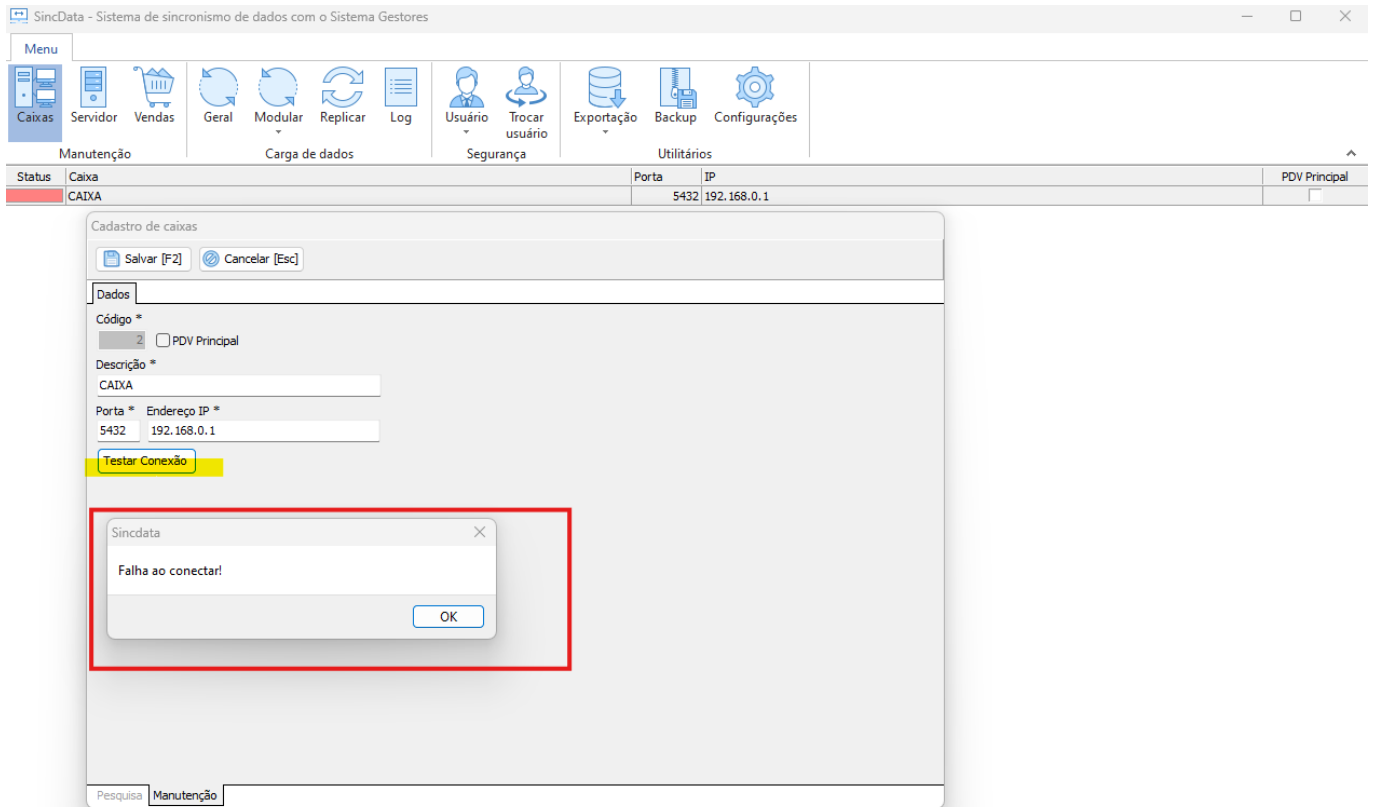 SincData - Sistema de sincronismo de dados com o Sistema Gestores
Menu
Caixas Servidor Vendas Geral Modular Replicar Log Usuário Trocar usuário Exportação Backup Configurações
Manutenção Carga de dados Segurança Utilitários
Status Caixa Porta IP PDV Principal
CAIXA 5432 192.168.0.1
Cadastro de caixas
Salvar [F2] Cancelar [Esc]
Dados
Código *
2 PDV Principal
Descrição *
CAIXA
Porta * Endereço IP *
5432 192.168.0.1
Testar Conexão
Sincdata
Falha ao conectar!
OK
Pesquisa Manutenção